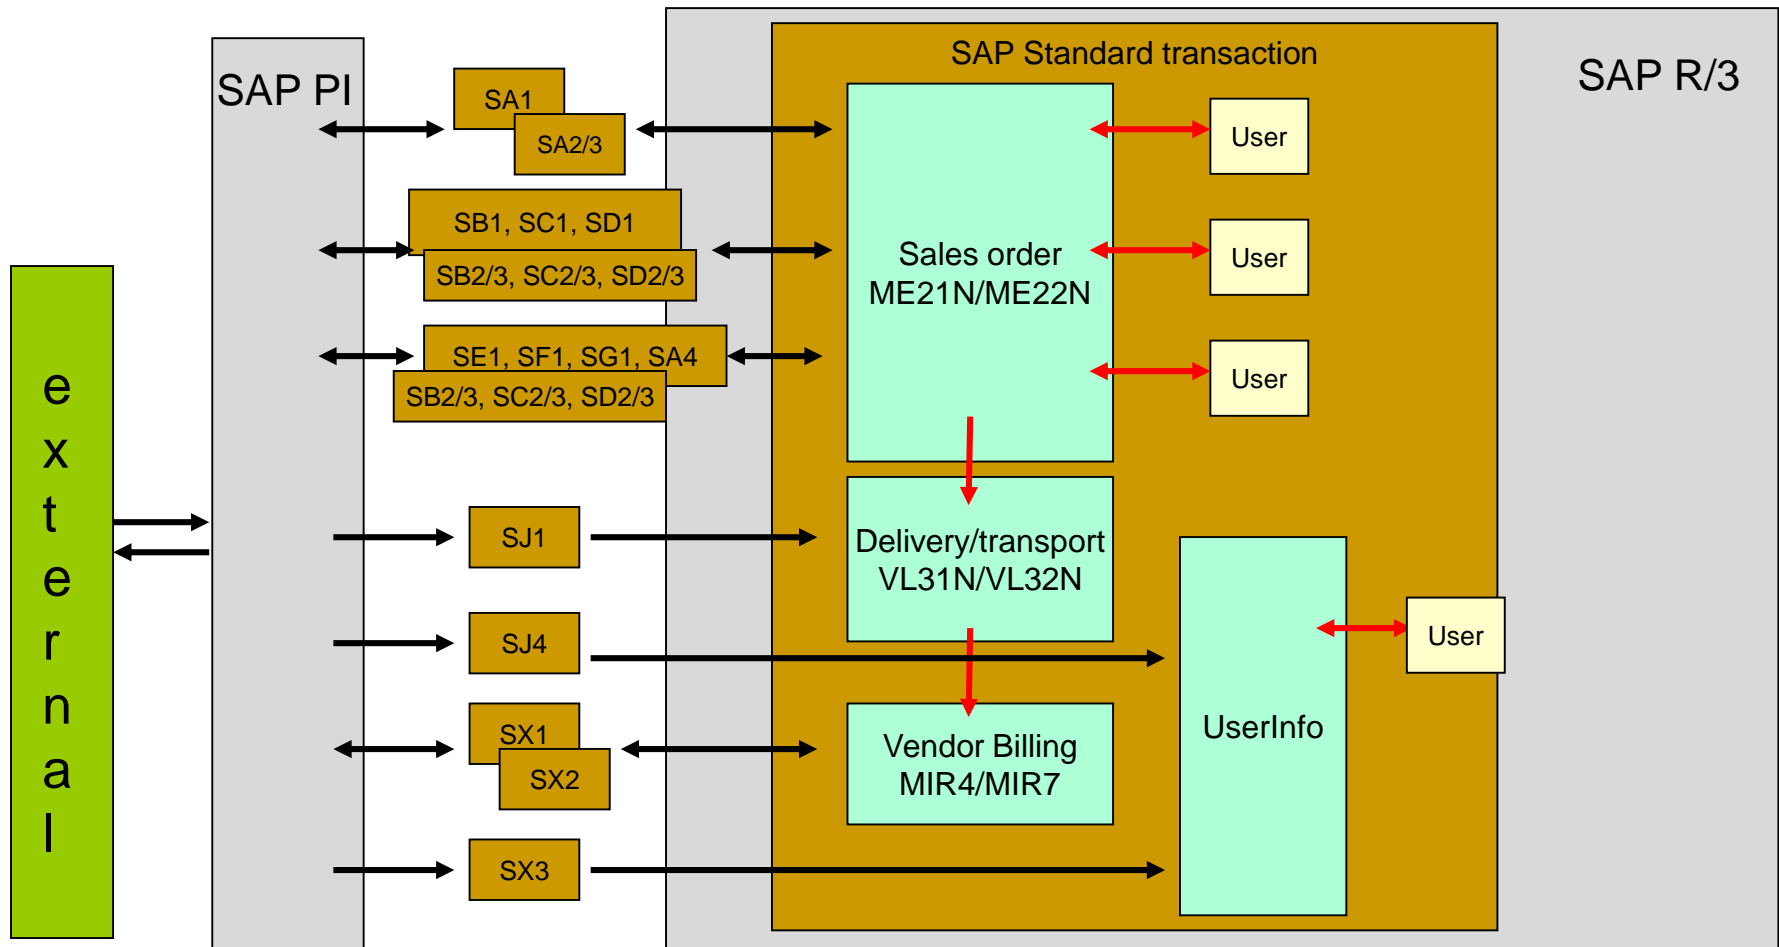 SAP Standard transaction
SAP R/3
SAP PI
SA1
SA2/3
User
SB1, SC1, SD1
SB2/3, SC2/3, SD2/3
Sales order
ME21N/ME22N
User
SE1, SF1, SG1, SA4
SB2/3, SC2/3, SD2/3
User
external
SJ1
Delivery/transport
VL31N/VL32N
SJ4
User
SX1
SX2
Vendor Billing
MIR4/MIR7
UserInfo
SX3